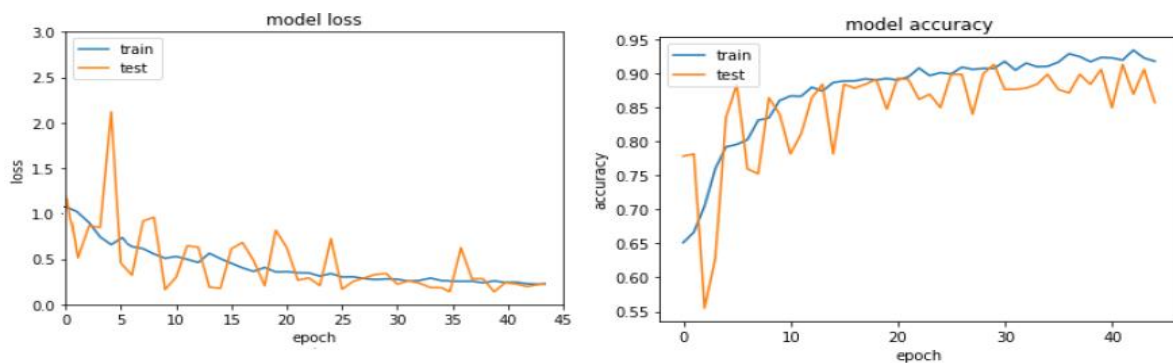 model loss
3.0
2.5
2.0
1.5
1.0
0.5
0.0
loss
train
test
0 5 10 15 20 25 30 35 40 45
epoch
model accuracy
0.95
0.90
0.85
0.80
0.75
0.70
0.65
0.60
0.55
accuracy
train
test
0 10 20 30 40
epoch